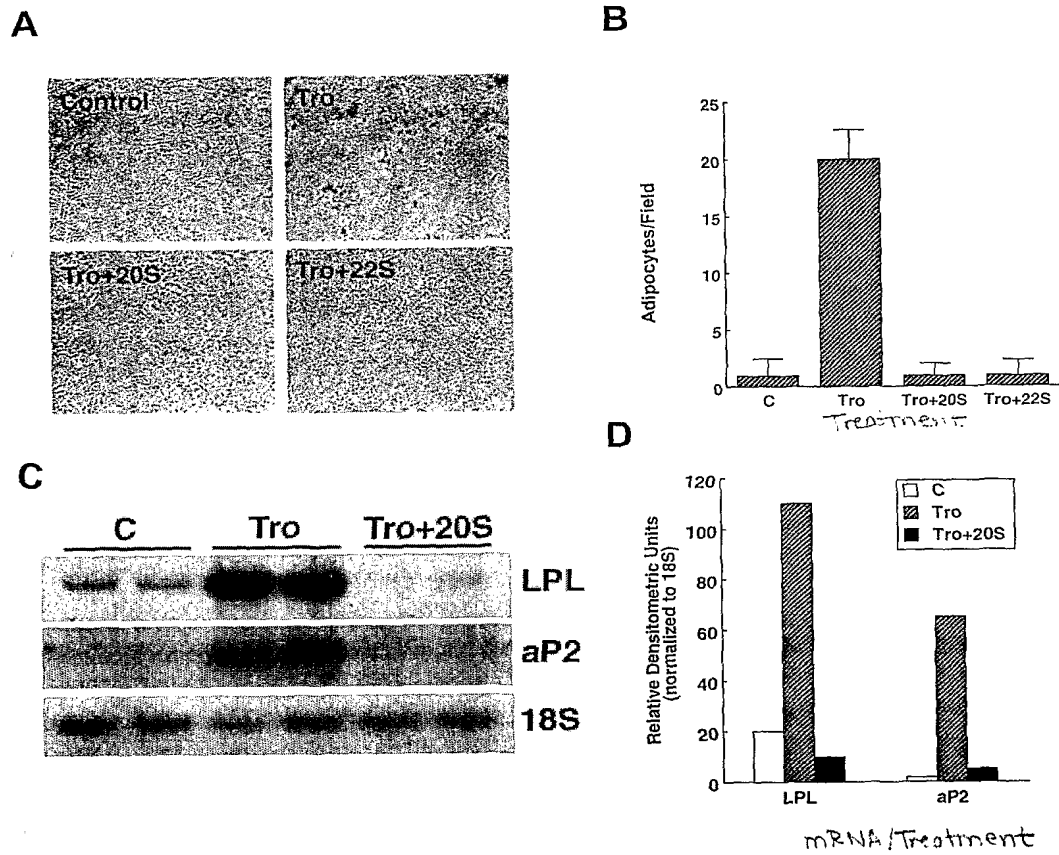 A
Control
Tro
Tro+20S
Tro+22S
B
Adipocytes/Field
25
20
15
10
5
0
C
Tro
Tro+20S
Tro+22S
Treatment
C
C
Tro
Tro+20S
LPL
aP2
18S
D
Relative Densitometric Units
(normalized to 18S)
120
100
80
60
40
20
0
C
Tro
Tro+20S
LPL
aP2
mRNA/Treatment